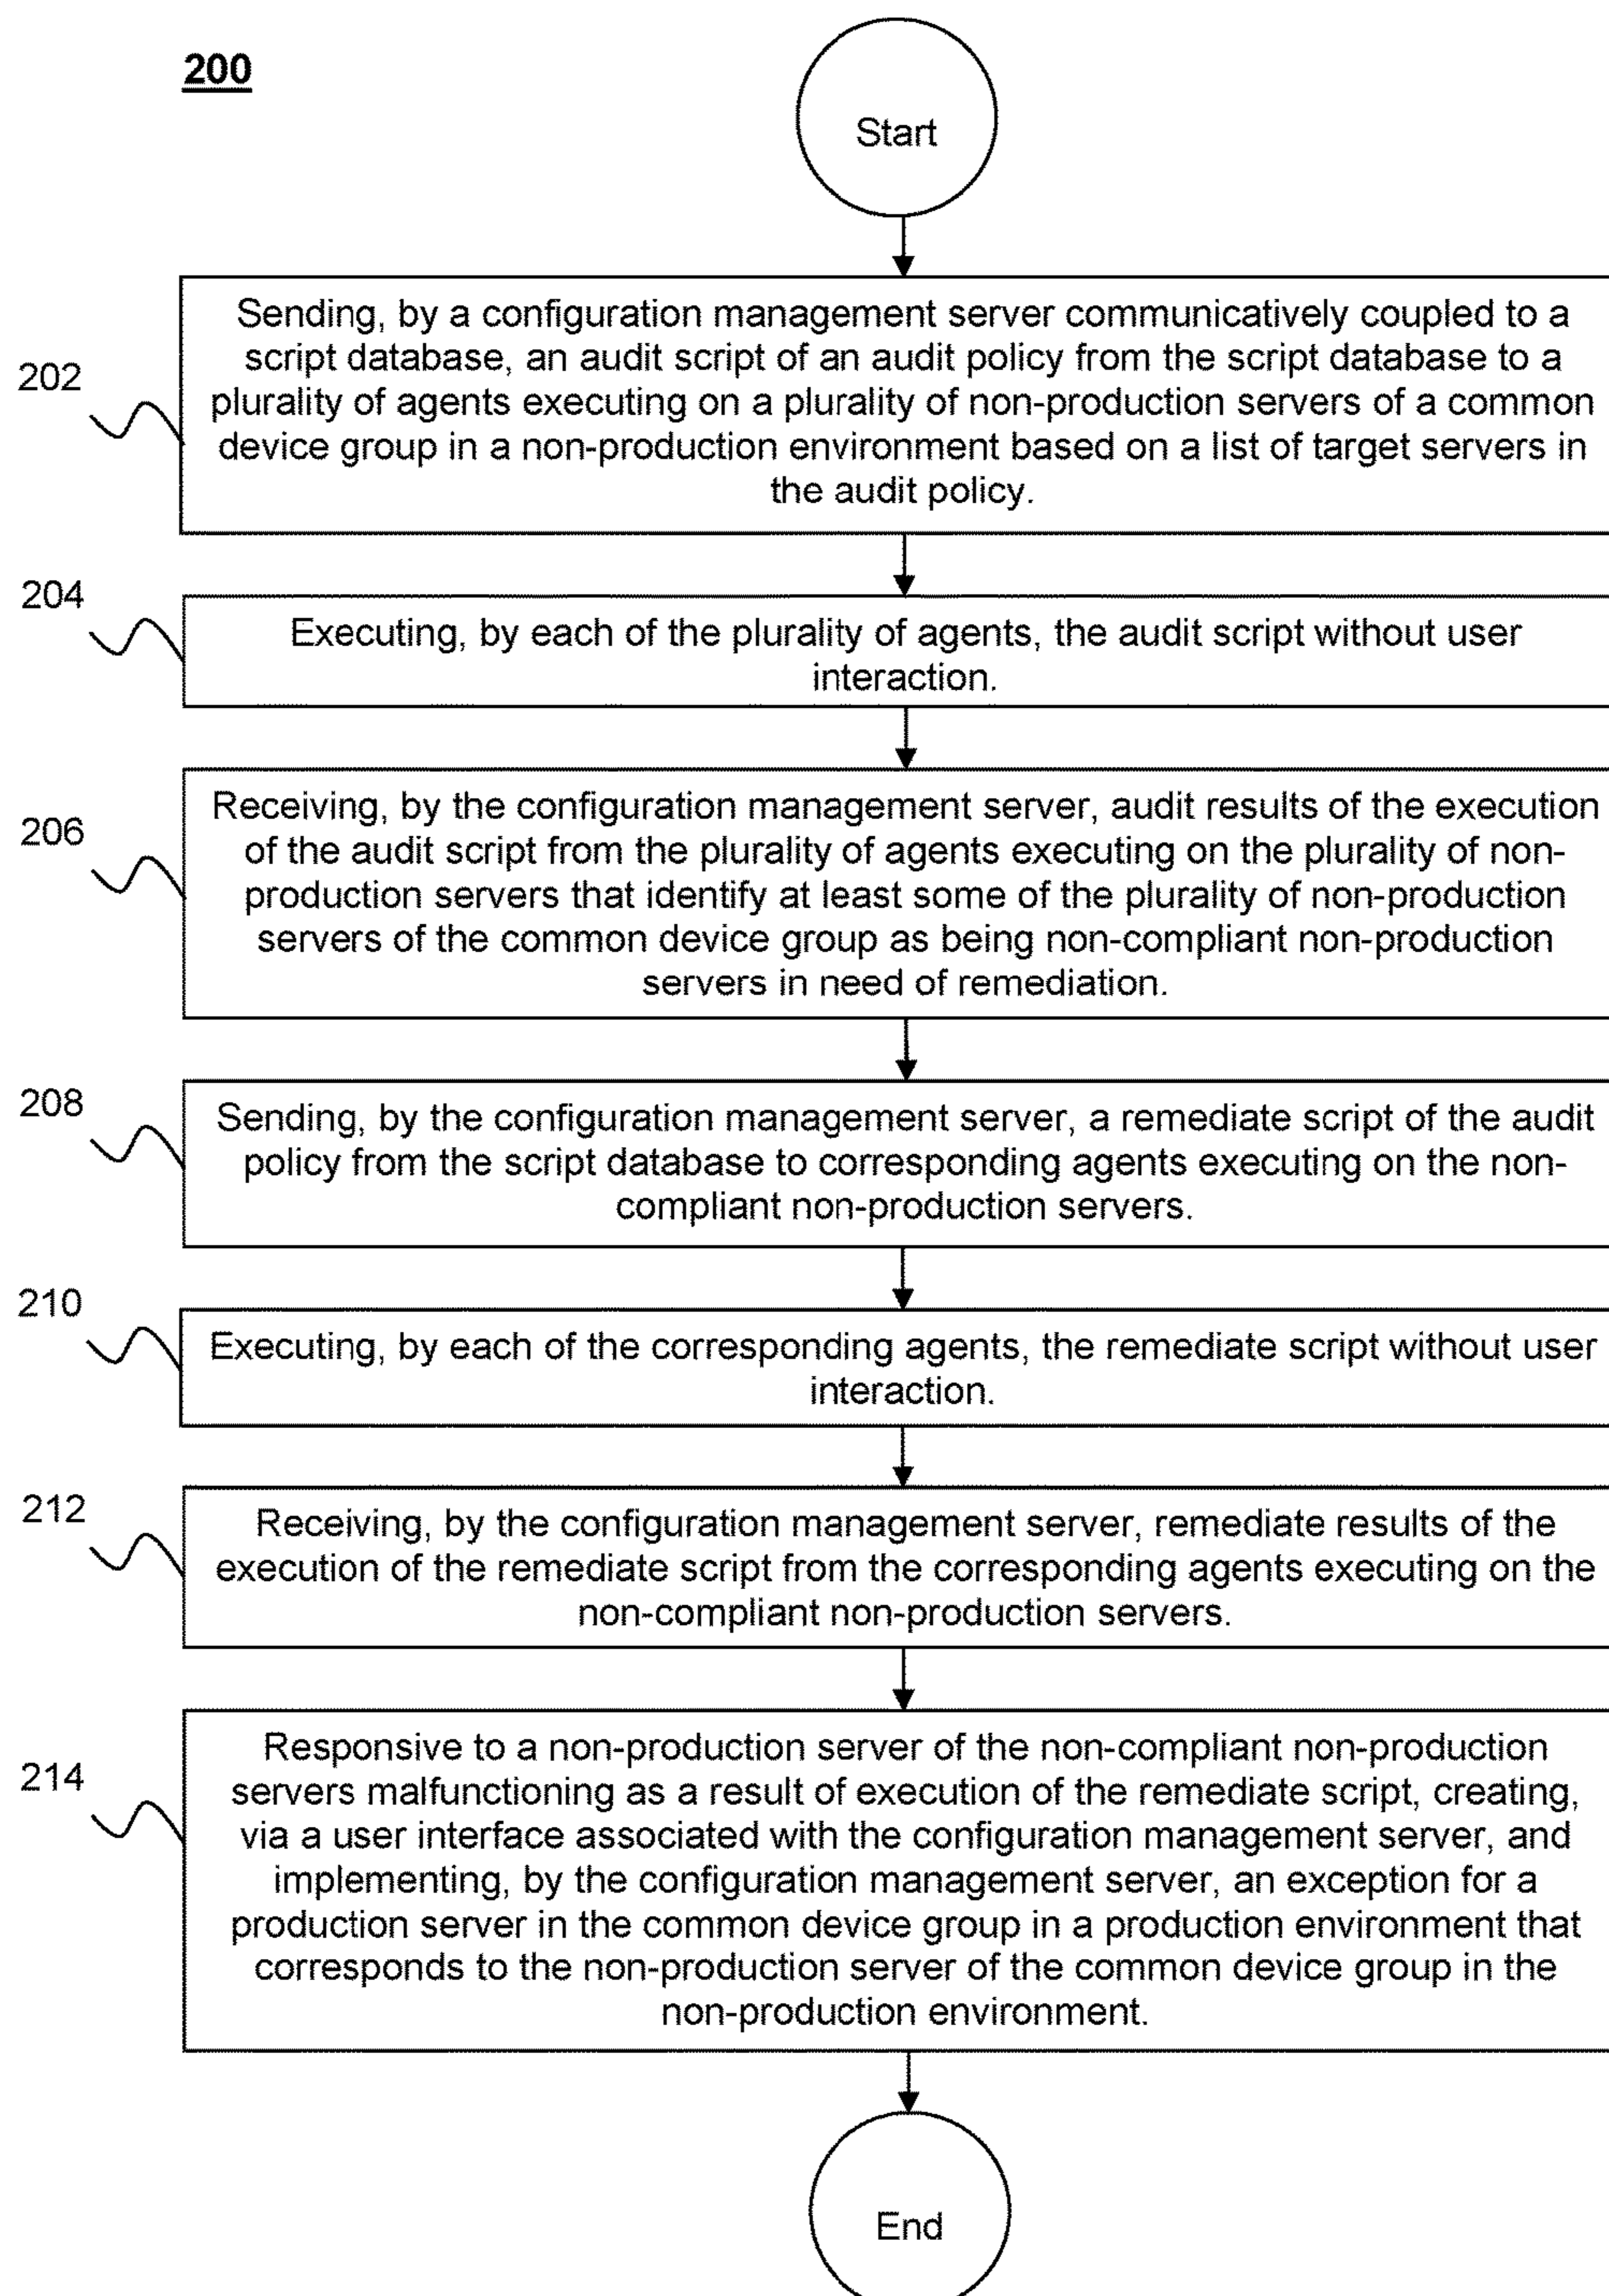 200
Start
202
Sending, by a configuration management server communicatively coupled to a
script database, an audit script of an audit policy from the script database to a
plurality of agents executing on a plurality of non-production servers of a common
device group in a non-production environment based on a list of target servers in
the audit policy.
204
Executing, by each of the plurality of agents, the audit script without user
interaction.
206
Receiving, by the configuration management server, audit results of the execution
of the audit script from the plurality of agents executing on the plurality of non-
production servers that identify at least some of the plurality of non-production
servers of the common device group as being non-compliant non-production
servers in need of remediation.
208
Sending, by the configuration management server, a remediate script of the audit
policy from the script database to corresponding agents executing on the non-
compliant non-production servers.
210
Executing, by each of the corresponding agents, the remediate script without user
interaction.
212
Receiving, by the configuration management server, remediate results of the
execution of the remediate script from the corresponding agents executing on the
non-compliant non-production servers.
214
Responsive to a non-production server of the non-compliant non-production
servers malfunctioning as a result of execution of the remediate script, creating,
via a user interface associated with the configuration management server, and
implementing, by the configuration management server, an exception for a
production server in the common device group in a production environment that
corresponds to the non-production server of the common device group in the
non-production environment.
End